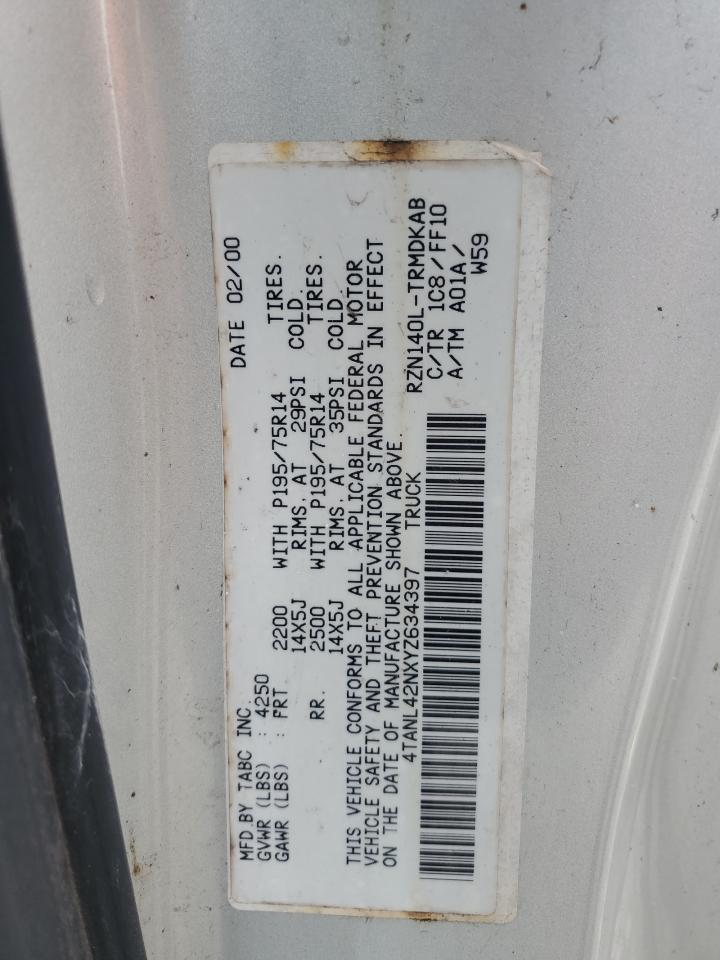 MFD.BY TABC INC. DATE 02/00
GVWR (LBS) : 4250
GAWR (LBS) : FRT 2200 WITH P195/75R14 TIRES.
14X5J RIMS, AT 29PSI COLD.
RR. 2500 WITH P195/75R14 TIRES.
14X5J RIMS, AT 35PSI COLD.
THIS VEHICLE CONFORMS TO ALL APPLICABLE FEDERAL MOTOR
VEHICLE SAFETY AND THEFT PREVENTION STANDARDS IN EFFECT
ON THE DATE OF MANUFACTURE SHOWN ABOVE.
4TANL42NXYZ634397 TRUCK
RZN140L-TRMDKAB
C/TR 1C8/FF10
A/TM A01A/
W59